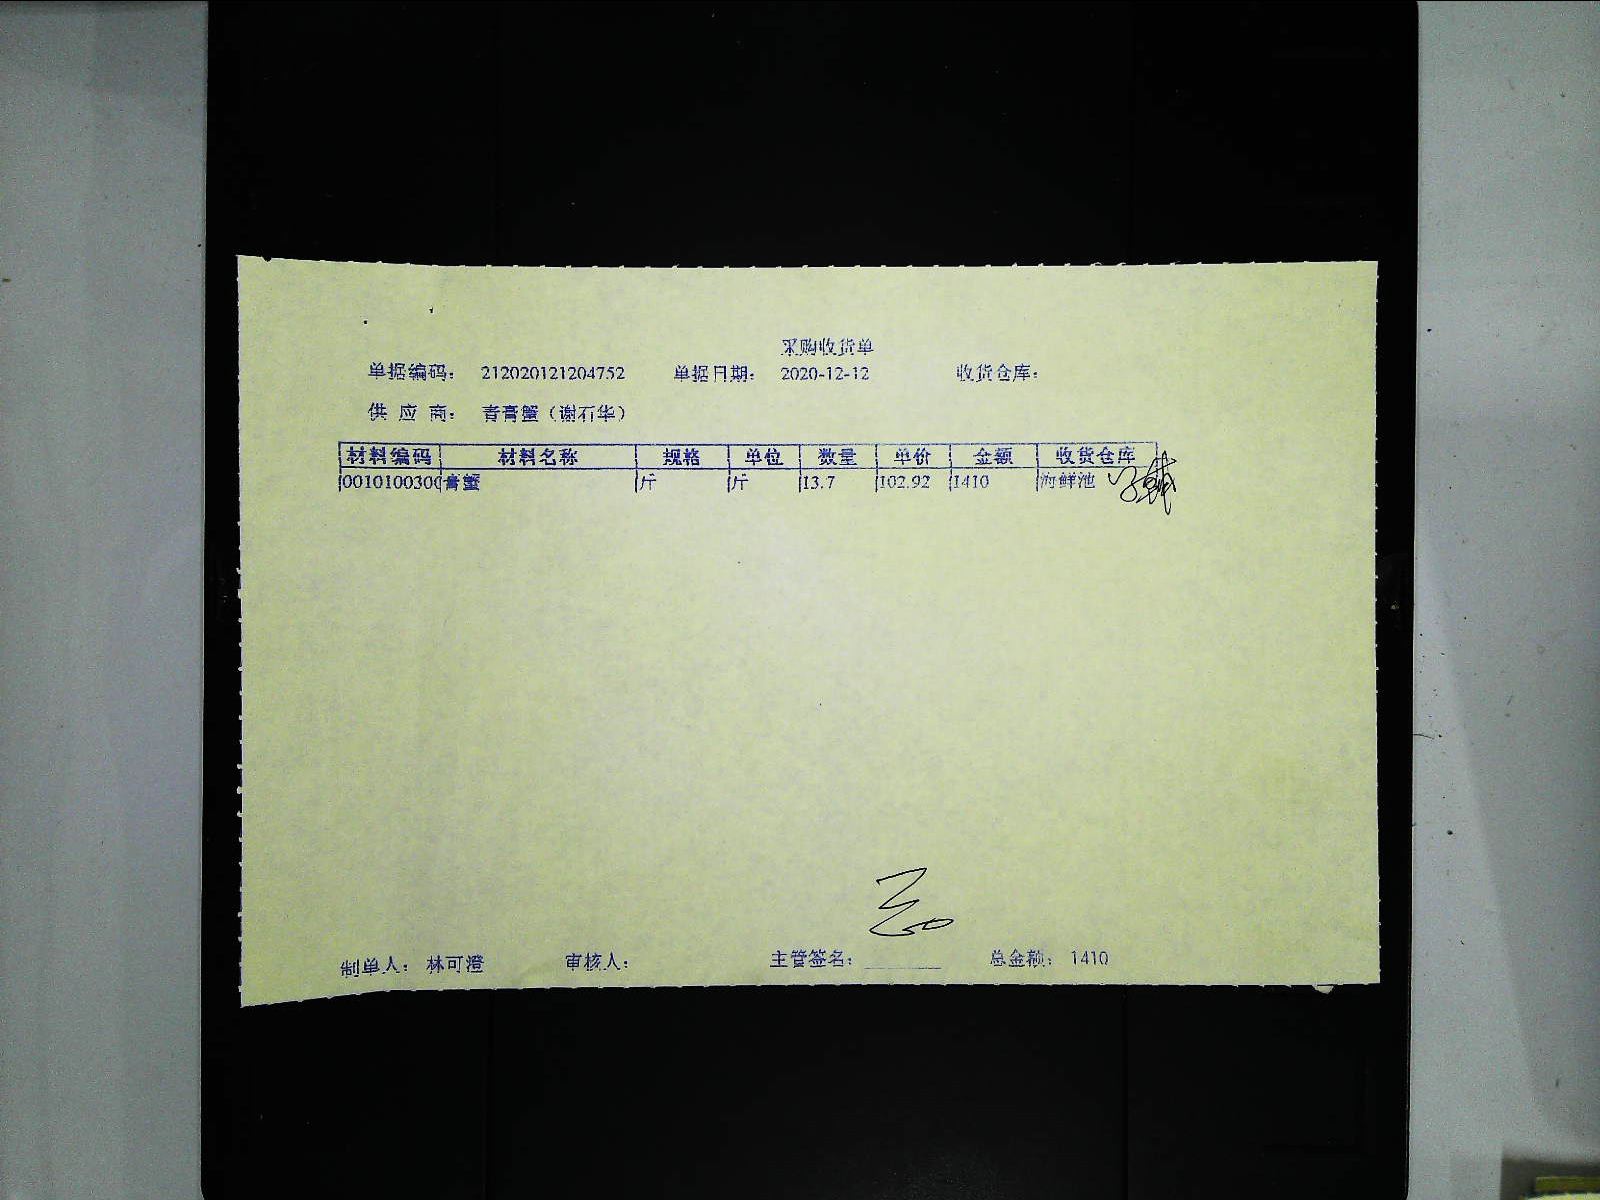 采购收货单
单据编码： 212020121204752 单据日期： 2020-12-12 收货仓库：
供 应 商： 青膏蟹（谢石华）
材料编码 材料名称 规格 单位 数量 单价 金额 收货仓库
0010100300 青蟹 斤 斤 13.7 102.92 1410 海鲜池
制单人： 林可澄 审核人： 主管签名： 总金额： 1410